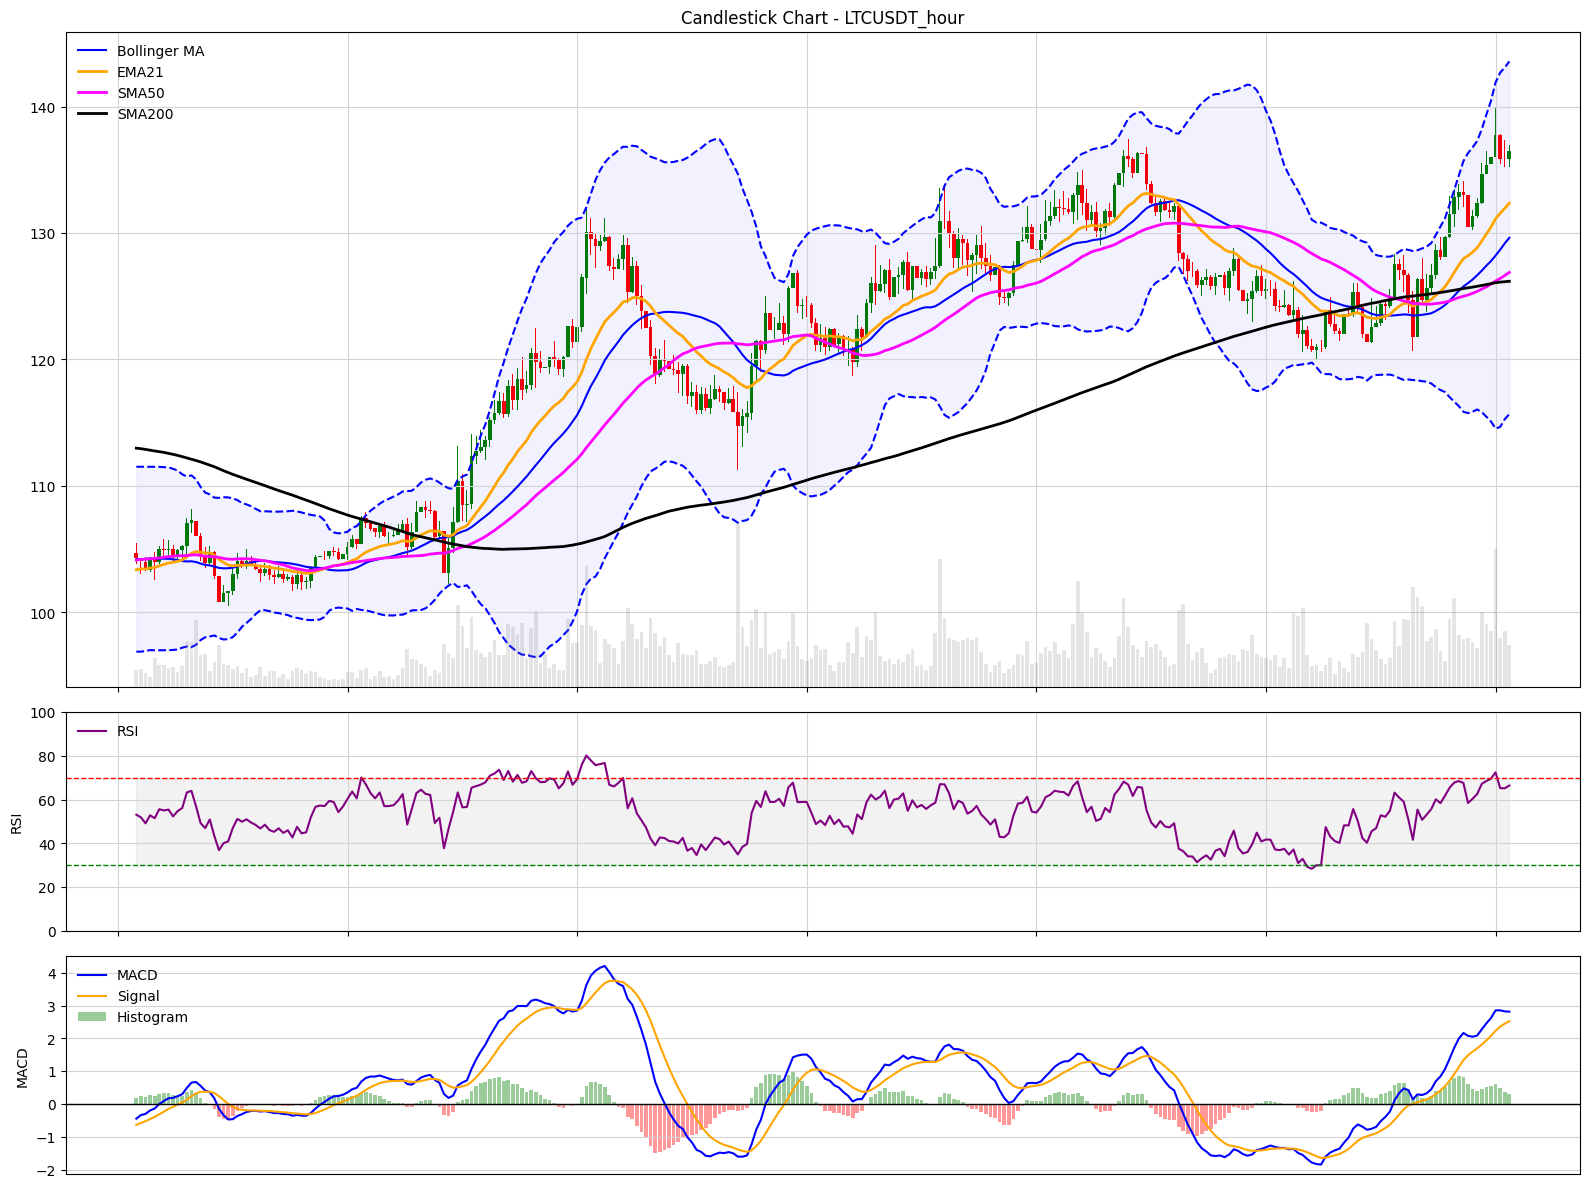 Candlestick Chart - LTCUSDT_hour
Bollinger MA
EMA21
SMA50
SMA200
140
130
120
110
100
RSI
100
80
60
40
20
0
RSI
MACD
Signal
Histogram
4
3
2
1
0
−1
−2
MACD